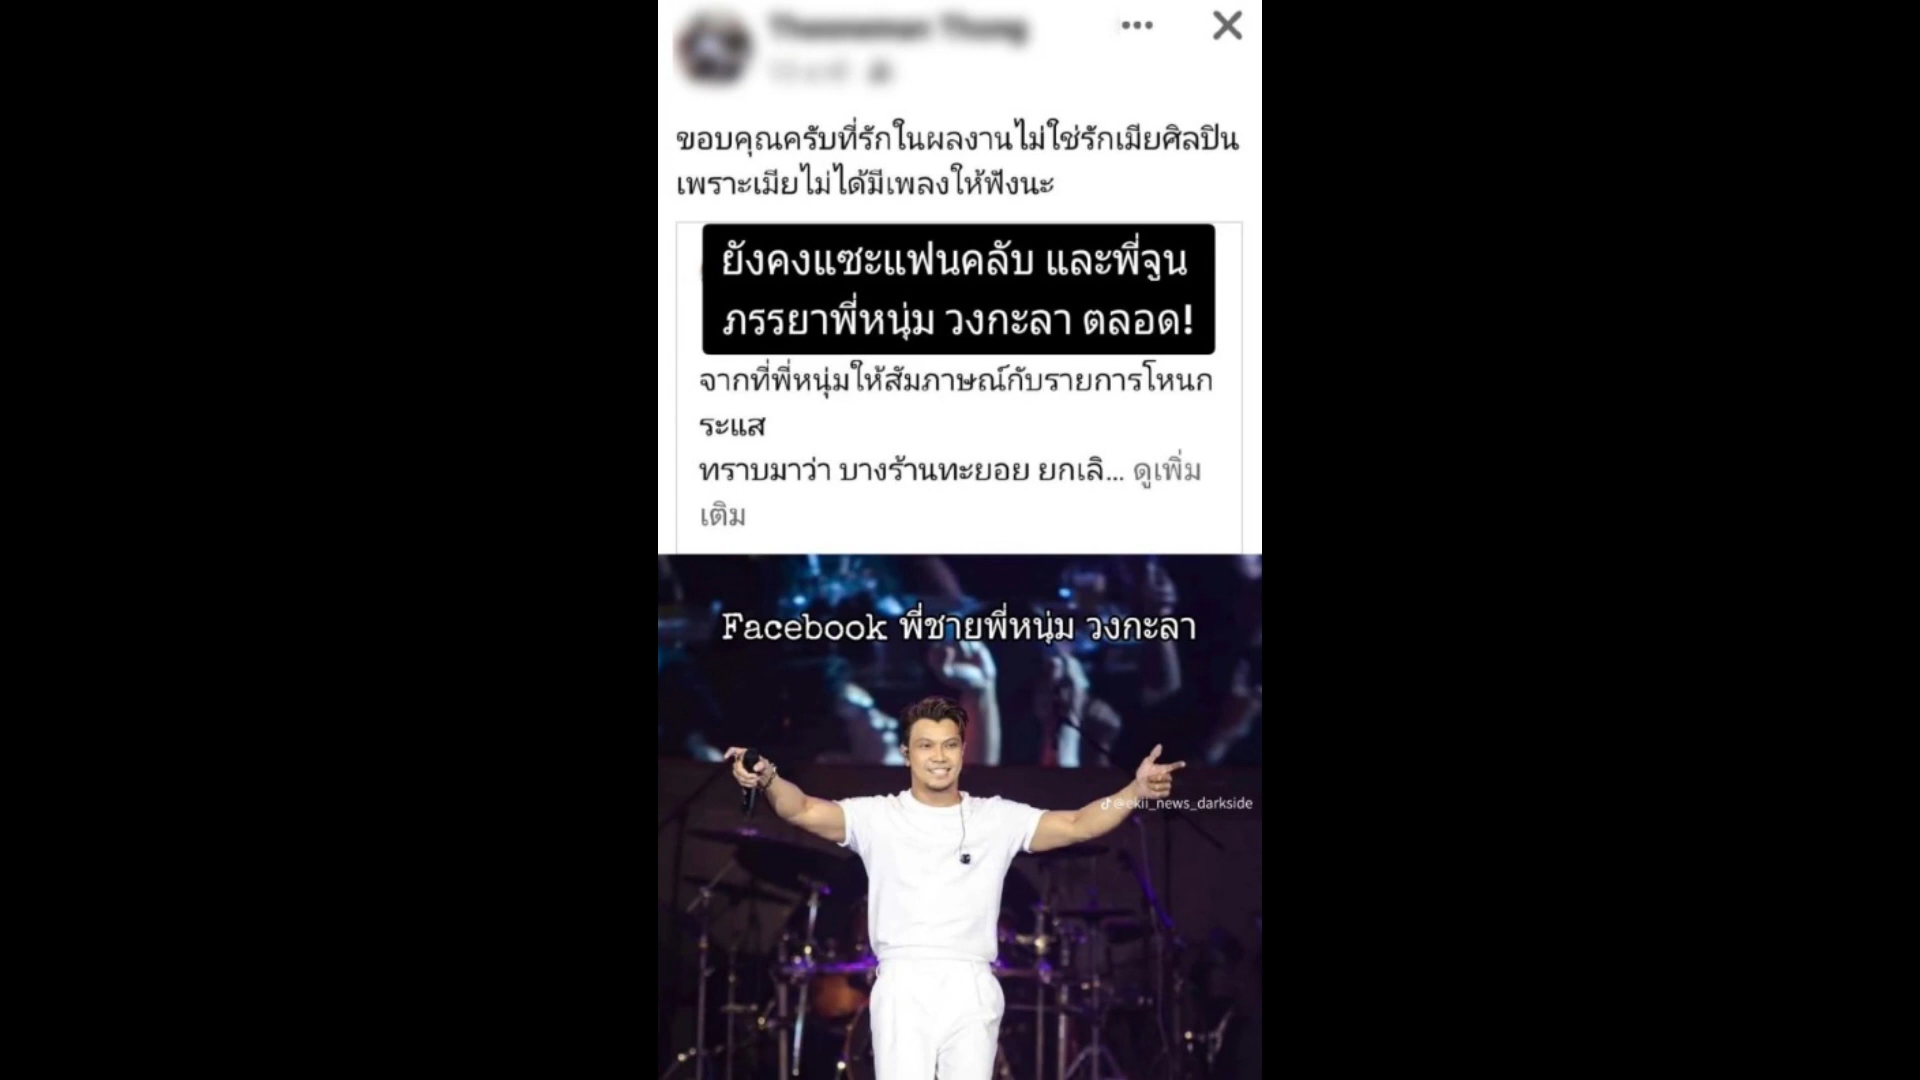 ขอบคุณครับที่รักในผลงานไม่ใช่รักเมียศิลปิน
เพราะเมียไม่ได้มีเพลงให้ฟังนะ
ยังคงแซะแฟนคลับ และพี่จูน
ภรรยาพี่หนุ่ม วงกะลา ตลอด!
จากที่พี่หนุ่มให้สัมภาษณ์กับรายการโหนก
ระแส
ทราบมาว่า บางร้านทะยอย ยกเลิ... ดูเพิ่ม
เติม
Facebook พี่ชายพี่หนุ่ม วงกะลา
@ekii_news_darkside